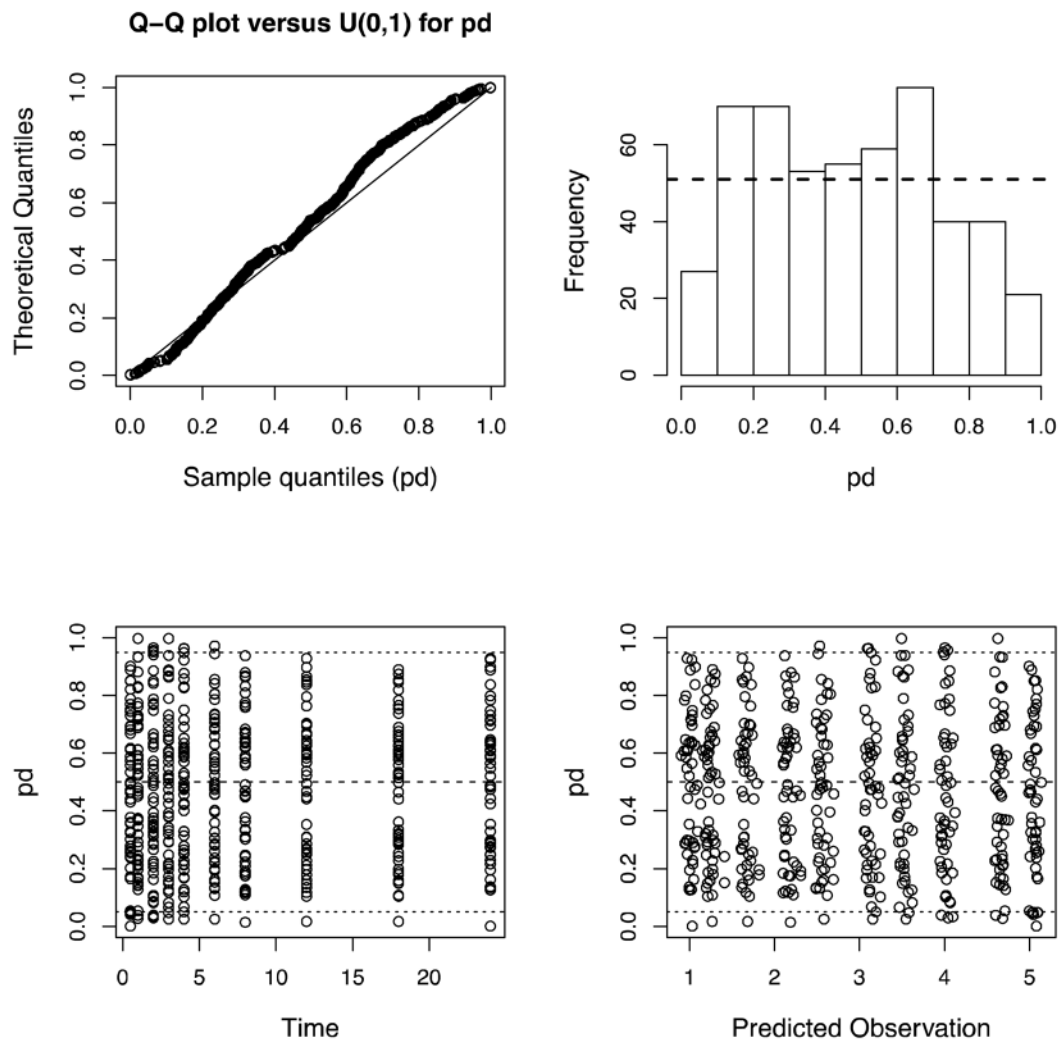 Q−Q plot versus U(0,1) for pd
Theoretical Quantiles
0.0 0.2 0.4 0.6 0.8 1.0
0.0 0.2 0.4 0.6 0.8 1.0
Sample quantiles (pd)
Frequency
0 20 40 60
0.0 0.2 0.4 0.6 0.8 1.0
pd
pd
0.0 0.2 0.4 0.6 0.8 1.0
0 5 10 15 20
Time
pd
0.0 0.2 0.4 0.6 0.8 1.0
1 2 3 4 5
Predicted Observation